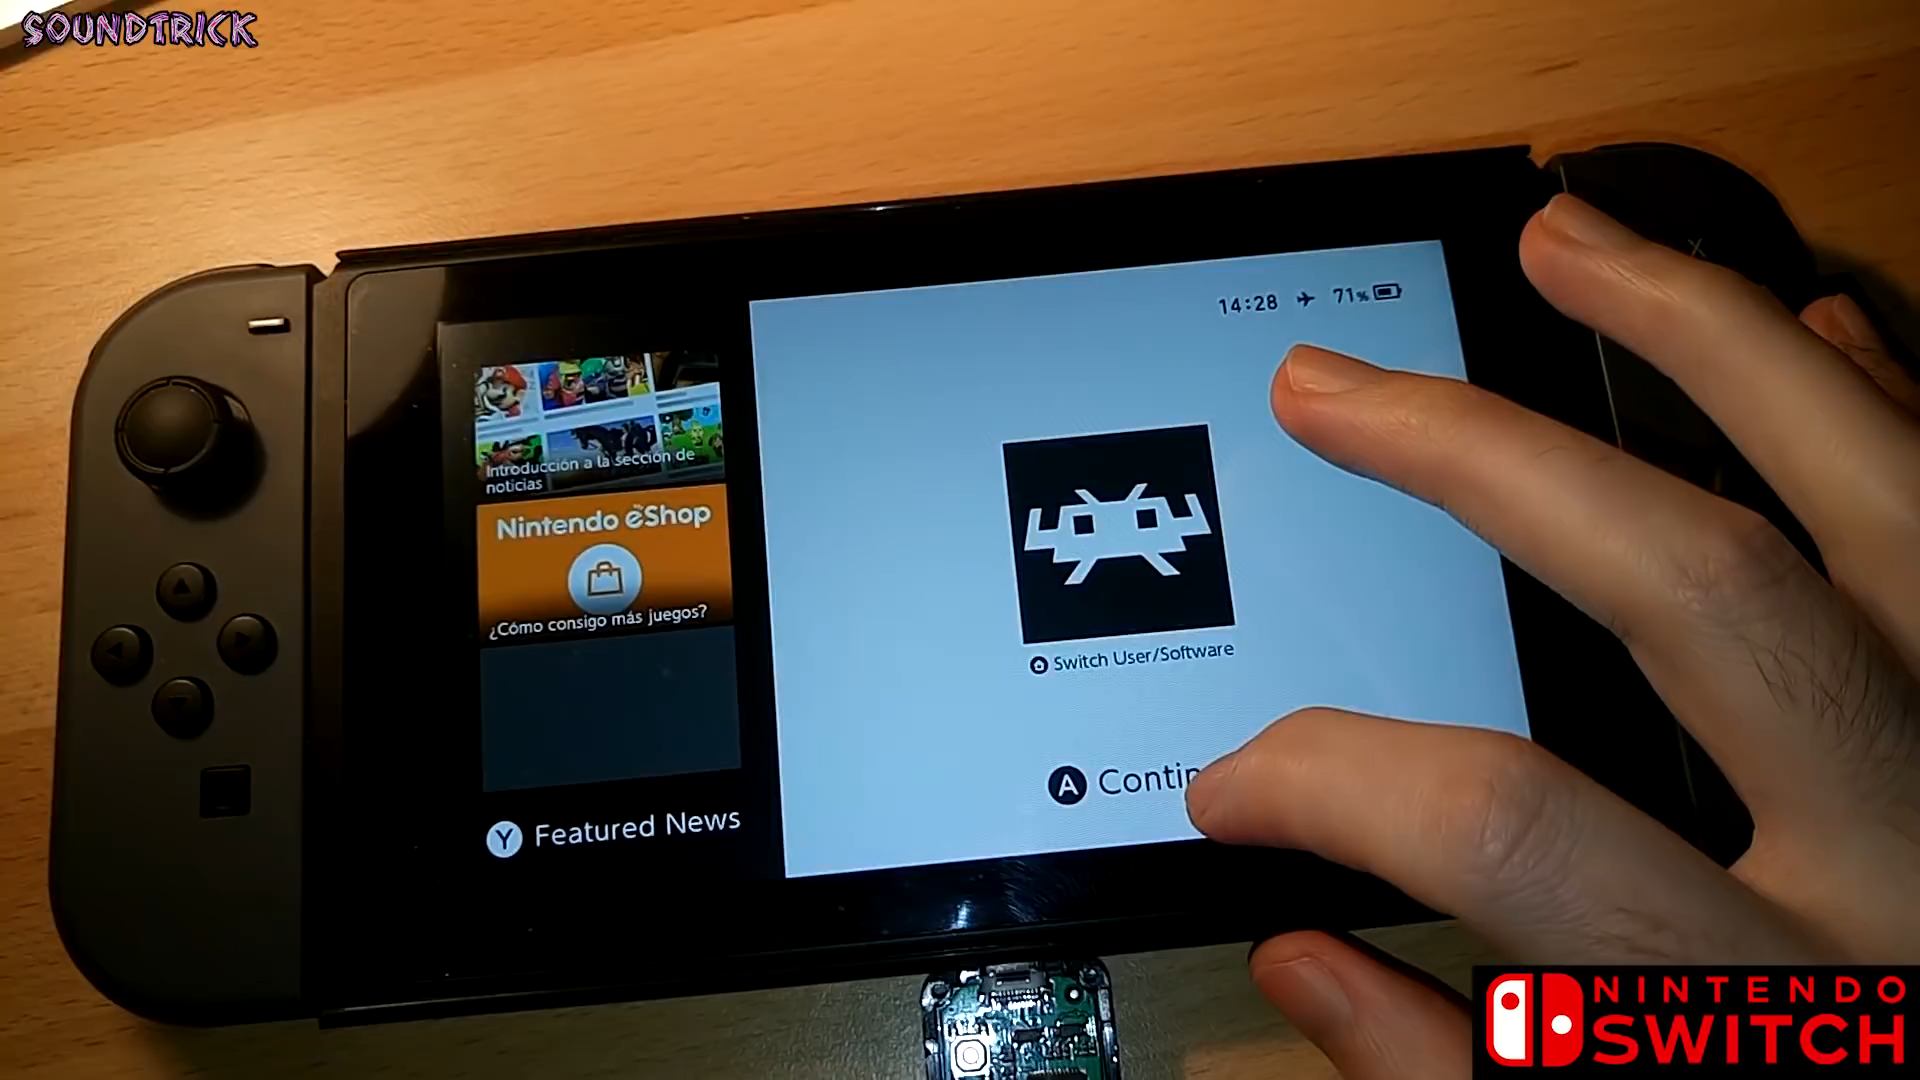 SOUNDTRICK
14:28 71%
Introducción a la sección de
noticias
Nintendo eShop
¿Cómo consigo más juegos?
Switch User/Software
A Contin
Y Featured News
X
NINTENDO
SWITCH